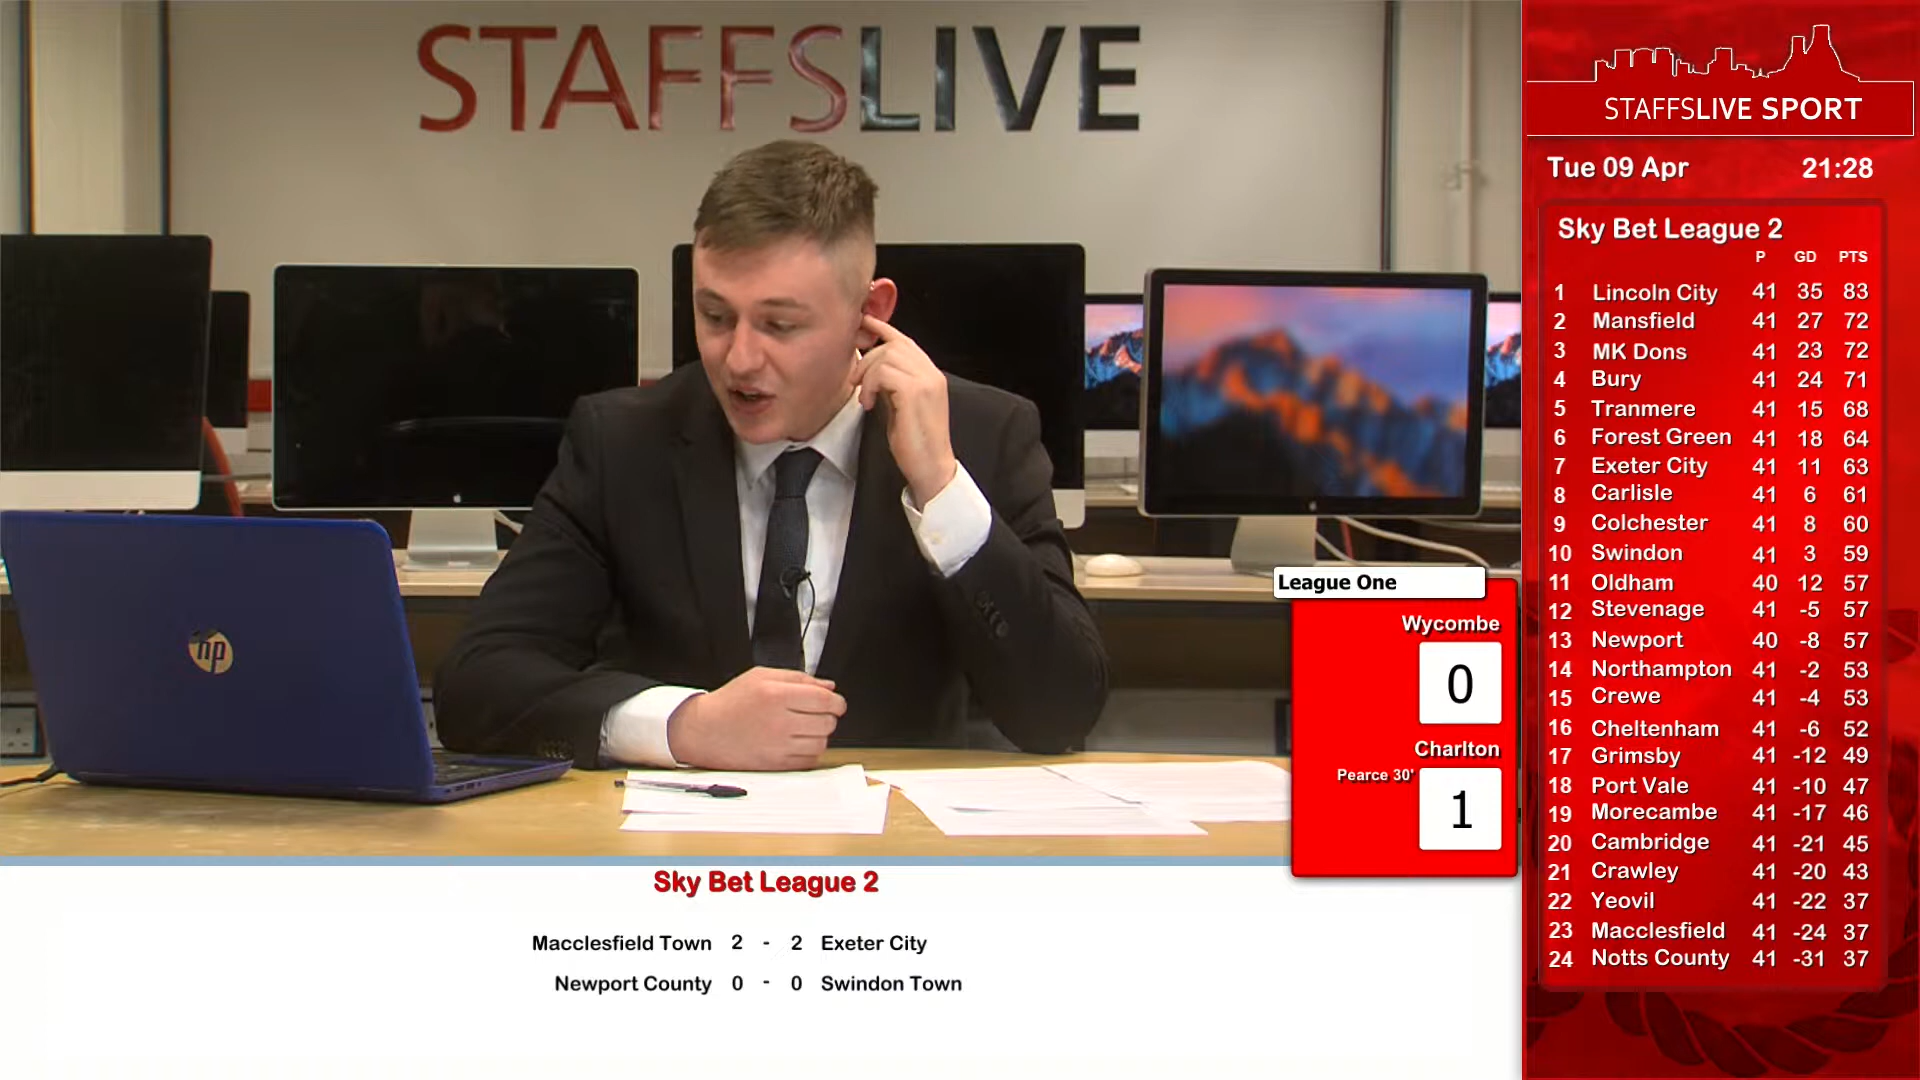 STAFFSLIVE
hp
STAFFSLIVE SPORT
Tue 09 Apr 21:28
Sky Bet League 2
P GD PTS
1 Lincoln City 41 35 83
2 Mansfield 41 27 72
3 MK Dons 41 23 72
4 Bury 41 24 71
5 Tranmere 41 15 68
6 Forest Green 41 18 64
7 Exeter City 41 11 63
8 Carlisle 41 6 61
9 Colchester 41 8 60
10 Swindon 41 3 59
11 Oldham 40 12 57
12 Stevenage 41 -5 57
13 Newport 40 -8 57
14 Northampton 41 -2 53
15 Crewe 41 -4 53
16 Cheltenham 41 -6 52
17 Grimsby 41 -12 49
18 Port Vale 41 -10 47
19 Morecambe 41 -17 46
20 Cambridge 41 -21 45
21 Crawley 41 -20 43
22 Yeovil 41 -22 37
23 Macclesfield 41 -24 37
24 Notts County 41 -31 37
League One
Wycombe
0
Charlton
Pearce 30'
1
Sky Bet League 2
Macclesfield Town 2 - 2 Exeter City
Newport County 0 - 0 Swindon Town